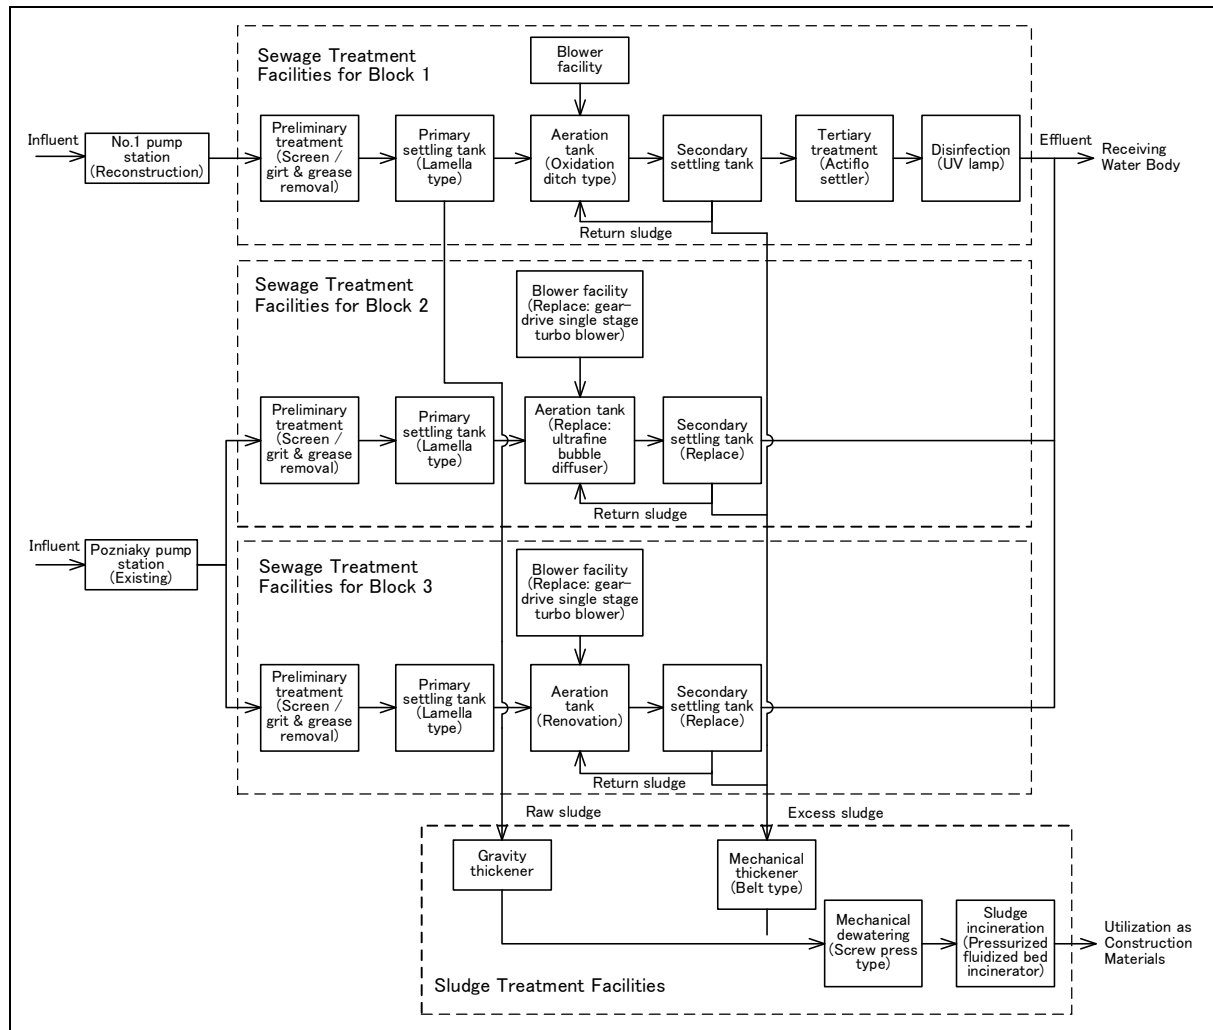 Sewage Treatment
Facilities for Block 1
Blower
facility
Influent
No.1 pump
station
(Reconstruction)
Preliminary
treatment
(Screen /
girt & grease
removal)
Primary
settling tank
(Lamella
type)
Aeration
tank
(Oxidation
ditch type)
Secondary
settling tank
Tertiary
treatment
(Actiflo
settler)
Disinfection
(UV lamp)
Effluent
Receiving
Water Body
Return sludge
Sewage Treatment
Facilities for Block 2
Blower facility
(Replace: gear-
drive single stage
turbo blower)
Preliminary
treatment
(Screen /
grit & grease
removal)
Primary
settling tank
(Lamella
type)
Aeration tank
(Replace:
ultrafine
bubble
diffuser)
Secondary
settling tank
(Replace)
Return sludge
Influent
Pozniaky pump
station
(Existing)
Sewage Treatment
Facilities for Block 3
Blower facility
(Replace: gear-
drive single stage
turbo blower)
Preliminary
treatment
(Screen /
grit & grease
removal)
Primary
settling tank
(Lamella
type)
Aeration
tank
(Renovation)
Secondary
settling tank
(Replace)
Return sludge
Raw sludge
Excess sludge
Gravity
thickener
Mechanical
thickener
(Belt type)
Mechanical
dewatering
(Screw press
type)
Sludge
incineration
(Pressurized
fluidized bed
incinerator)
Utilization as
Construction
Materials
Sludge Treatment Facilities